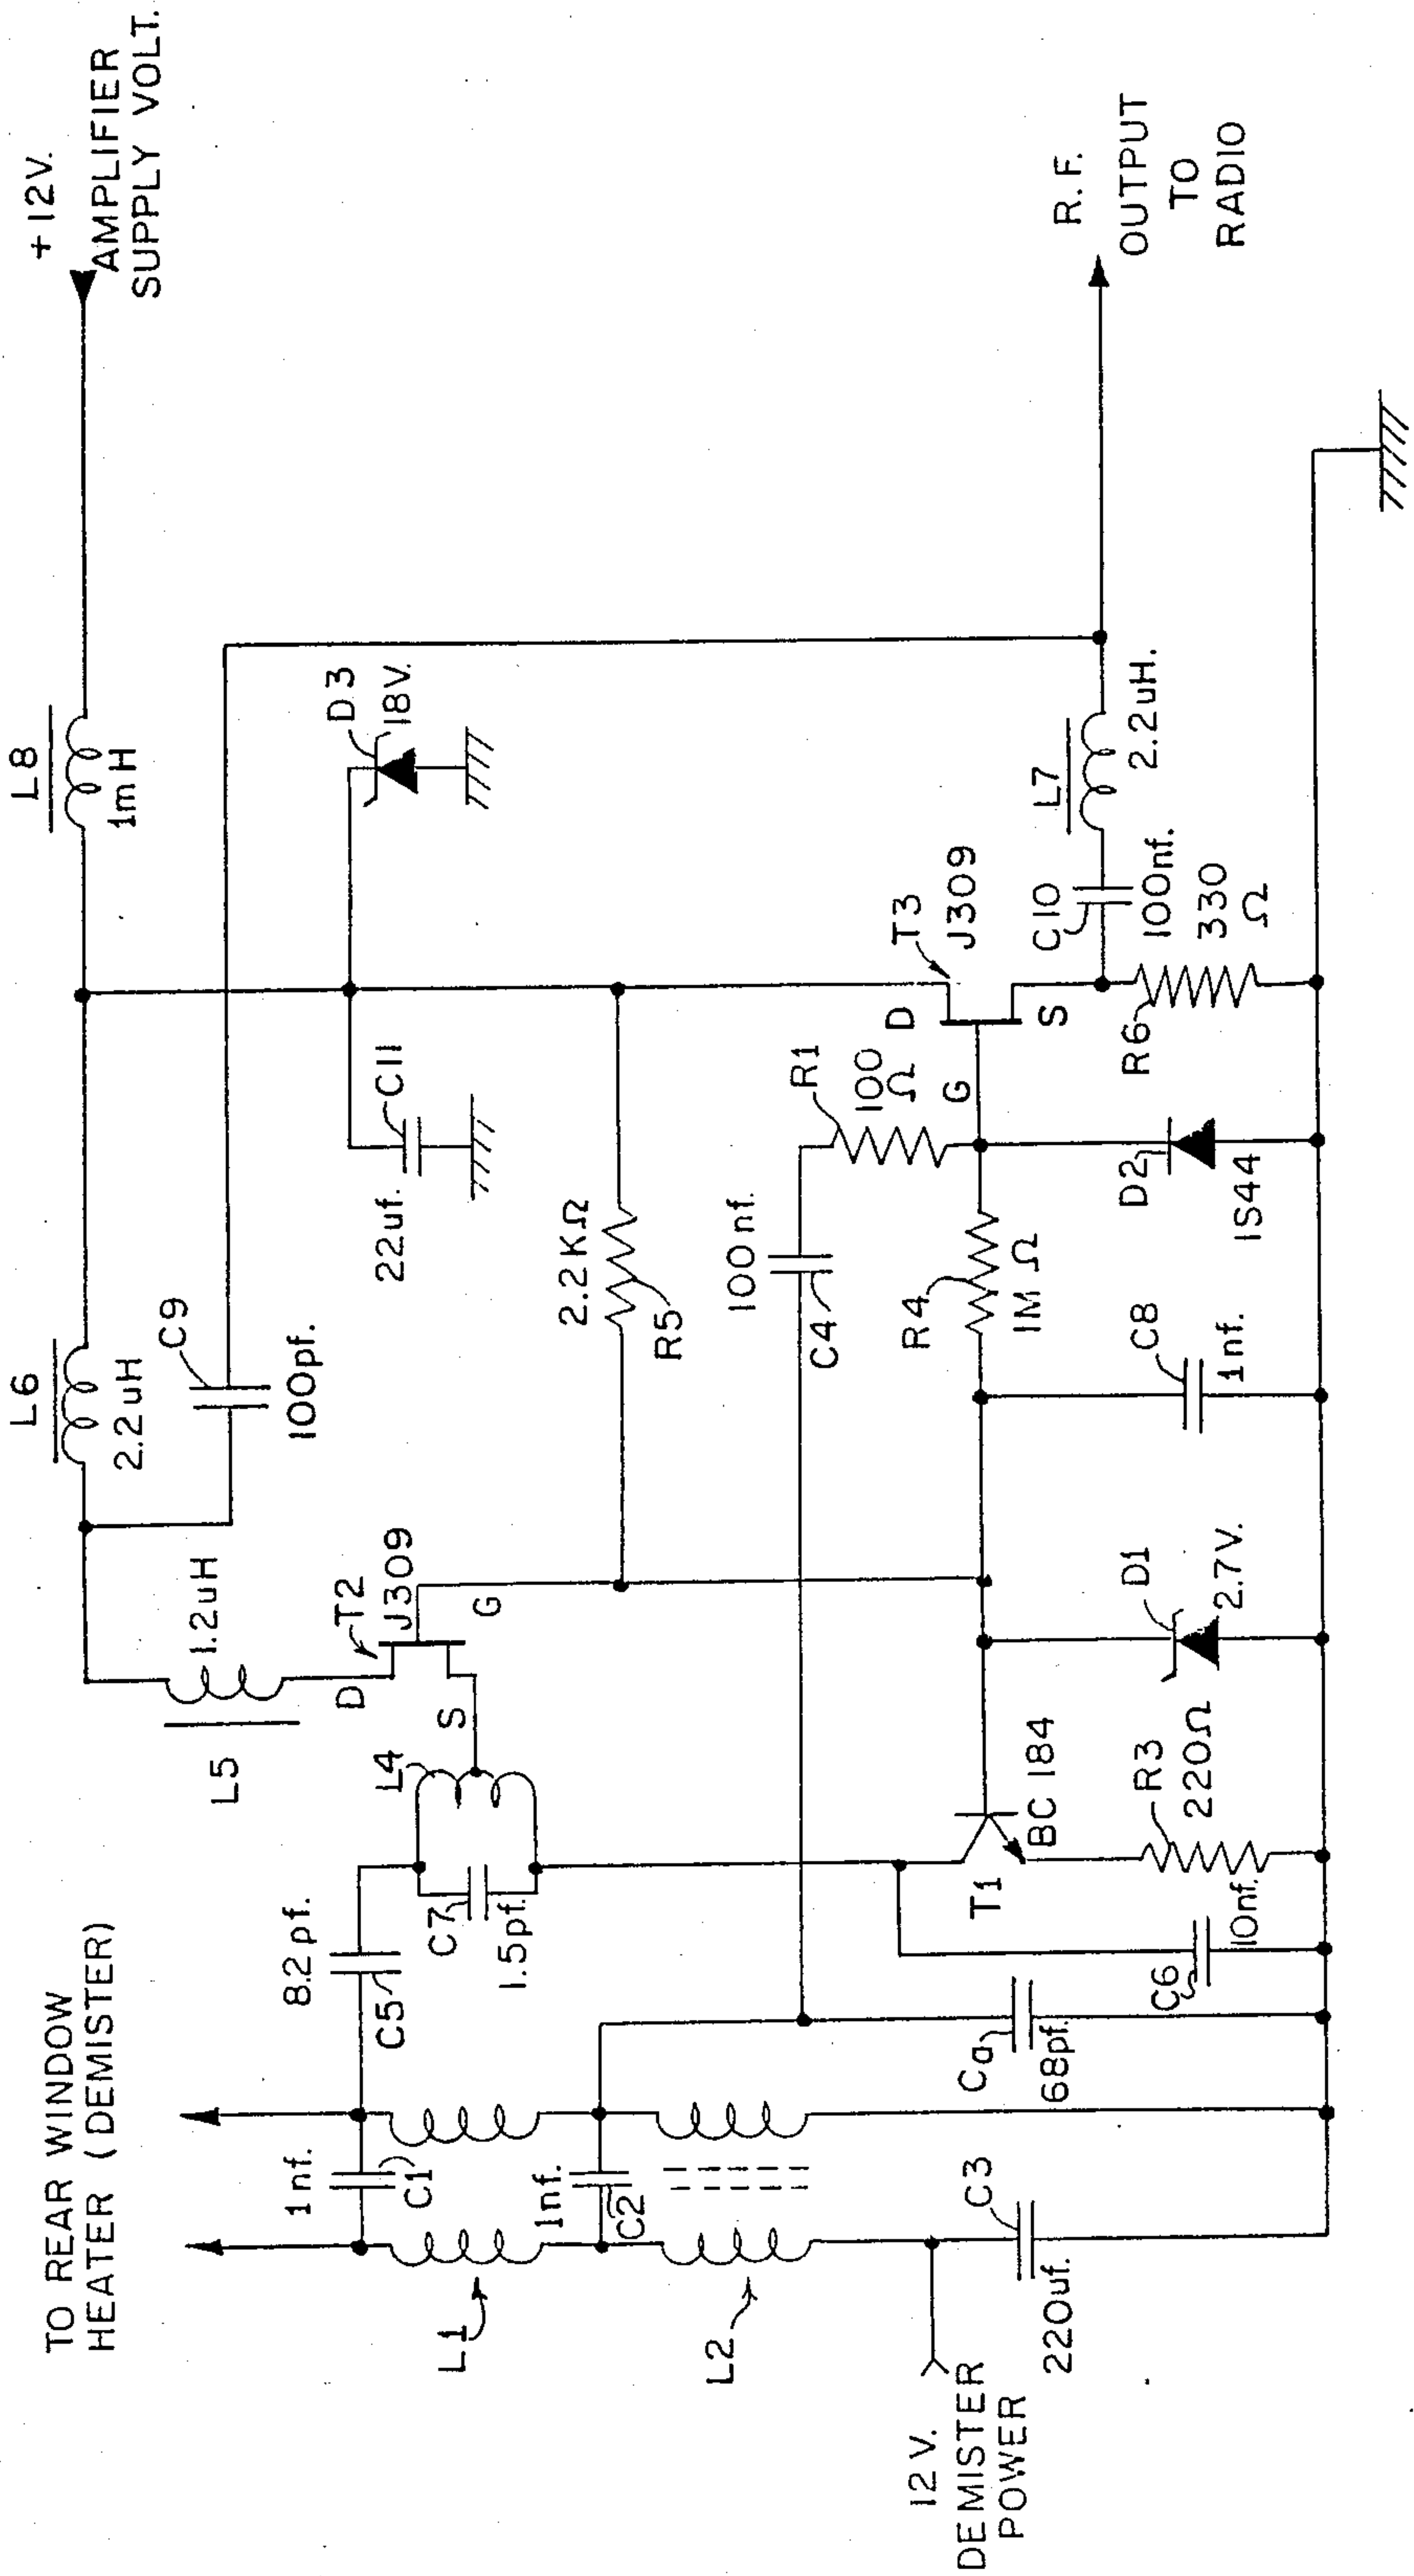 TO REAR WINDOW
HEATER (DEMISTER)
L1
L2
1nf.
C1
1nf.
C2
12V.
DEMISTER
POWER
C3
220uf.
Ca
68pf.
8.2pf.
C5
C7
1.5pf.
L4
C6
10nf.
T1
BC 184
R3
220Ω
D1
2.7V.
L5
1.2uH
D
T2
J309
S
G
L6
2.2uH
C9
100pf.
2.2KΩ
R5
22uf.
C11
100nf.
C4
R1
100
Ω
R4
1MΩ
C8
1nf.
D2
1S44
G
D
S
T3
J309
R6
330
Ω
C10
100nf.
L7
2.2uH.
D3
18V.
L8
1mH
+12V.
AMPLIFIER
SUPPLY VOLT.
R.F.
OUTPUT
TO
RADIO